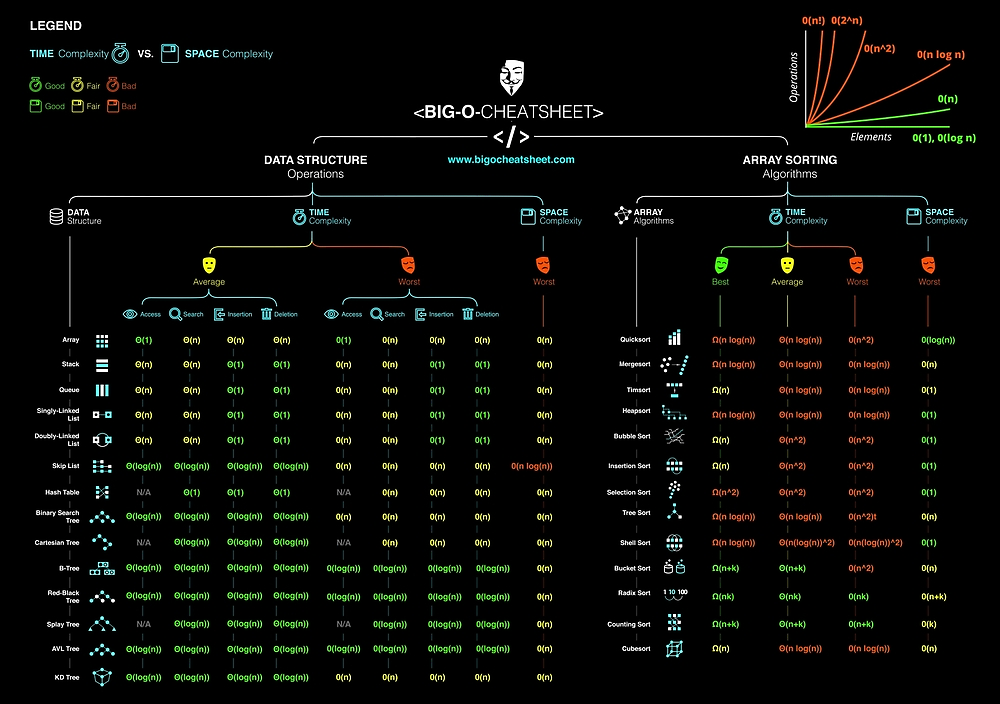 LEGEND
TIME Complexity VS. SPACE Complexity
Good Fair Bad
Good Fair Bad
<BIG-O-CHEATSHEET>
</>
www.bigocheatsheet.com
0(n!) 0(2^n)
0(n^2)
0(n log n)
0(n)
0(1), 0(log n)
Operations
Elements
DATA STRUCTURE
Operations
DATA
Structure
TIME
Complexity
SPACE
Complexity
Average
Worst
Worst
Access Search Insertion Deletion Access Search Insertion Deletion
Array Θ(1) Θ(n) Θ(n) Θ(n) 0(1) 0(n) 0(n) 0(n) 0(n)
Stack Θ(n) Θ(n) Θ(1) Θ(1) 0(n) 0(n) 0(1) 0(1) 0(n)
Queue Θ(n) Θ(n) Θ(1) Θ(1) 0(n) 0(n) 0(1) 0(1) 0(n)
Singly-Linked
List Θ(n) Θ(n) Θ(1) Θ(1) 0(n) 0(n) 0(1) 0(1) 0(n)
Doubly-Linked
List Θ(n) Θ(n) Θ(1) Θ(1) 0(n) 0(n) 0(1) 0(1) 0(n)
Skip List Θ(log(n)) Θ(log(n)) Θ(log(n)) Θ(log(n)) 0(n) 0(n) 0(n) 0(n) 0(n log(n))
Hash Table N/A Θ(1) Θ(1) Θ(1) N/A 0(n) 0(n) 0(n) 0(n)
Binary Search
Tree Θ(log(n)) Θ(log(n)) Θ(log(n)) Θ(log(n)) 0(n) 0(n) 0(n) 0(n) 0(n)
Cartesian Tree N/A Θ(log(n)) Θ(log(n)) Θ(log(n)) N/A 0(n) 0(n) 0(n) 0(n)
B-Tree Θ(log(n)) Θ(log(n)) Θ(log(n)) Θ(log(n)) 0(log(n)) 0(log(n)) 0(log(n)) 0(log(n)) 0(n)
Red-Black
Tree Θ(log(n)) Θ(log(n)) Θ(log(n)) Θ(log(n)) 0(log(n)) 0(log(n)) 0(log(n)) 0(log(n)) 0(n)
Splay Tree N/A Θ(log(n)) Θ(log(n)) Θ(log(n)) N/A 0(log(n)) 0(log(n)) 0(log(n)) 0(n)
AVL Tree Θ(log(n)) Θ(log(n)) Θ(log(n)) Θ(log(n)) 0(log(n)) 0(log(n)) 0(log(n)) 0(log(n)) 0(n)
KD Tree Θ(log(n)) Θ(log(n)) Θ(log(n)) Θ(log(n)) 0(n) 0(n) 0(n) 0(n) 0(n)
ARRAY SORTING
Algorithms
ARRAY
Algorithms
TIME
Complexity
SPACE
Complexity
Best Average Worst Worst
Quicksort Ω(n log(n)) Θ(n log(n)) 0(n^2) 0(log(n))
Mergesort Ω(n log(n)) Θ(n log(n)) 0(n log(n)) 0(n)
Timsort Ω(n) Θ(n log(n)) 0(n log(n)) 0(1)
Heapsort Ω(n log(n)) Θ(n log(n)) 0(n log(n)) 0(1)
Bubble Sort Ω(n) Θ(n^2) 0(n^2) 0(1)
Insertion Sort Ω(n) Θ(n^2) 0(n^2) 0(1)
Selection Sort Ω(n^2) Θ(n^2) 0(n^2) 0(1)
Tree Sort Ω(n log(n)) Θ(n log(n)) 0(n^2)t 0(n)
Shell Sort Ω(n log(n)) Θ(n(log(n))^2) 0(n(log(n))^2) 0(1)
Bucket Sort Ω(n+k) Θ(n+k) 0(n^2) 0(n)
Radix Sort 1 10 100 Ω(nk) Θ(nk) 0(nk) 0(n+k)
Counting Sort Ω(n+k) Θ(n+k) 0(n+k) 0(k)
Cubesort Ω(n) Θ(n log(n)) 0(n log(n)) 0(n)